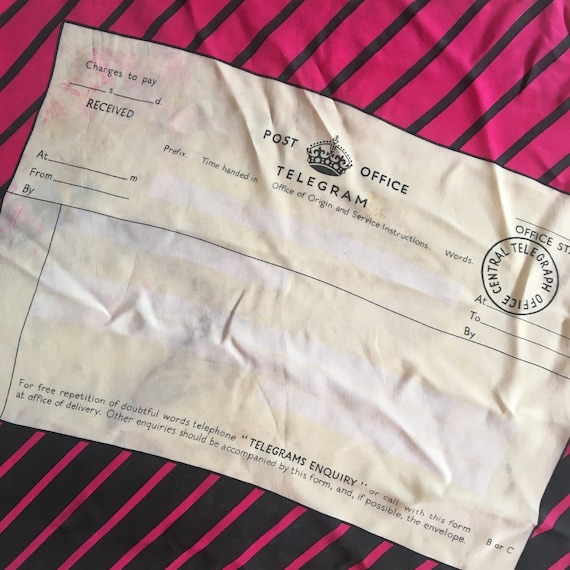 Charges to pay
s. d.
RECEIVED
POST OFFICE
TELEGRAM
Prefix. Time handed in. Office of Origin and Service Instructions. Words.
At m
From
By
OFFICE
CENTRAL TELEGRAPH OFFICE
At
To
By
For free repetition of doubtful words telephone "TELEGRAMS ENQUIRY" or call with this form
at office of delivery. Other enquiries should be accompanied by this form, and, if possible, the envelope.
B or C